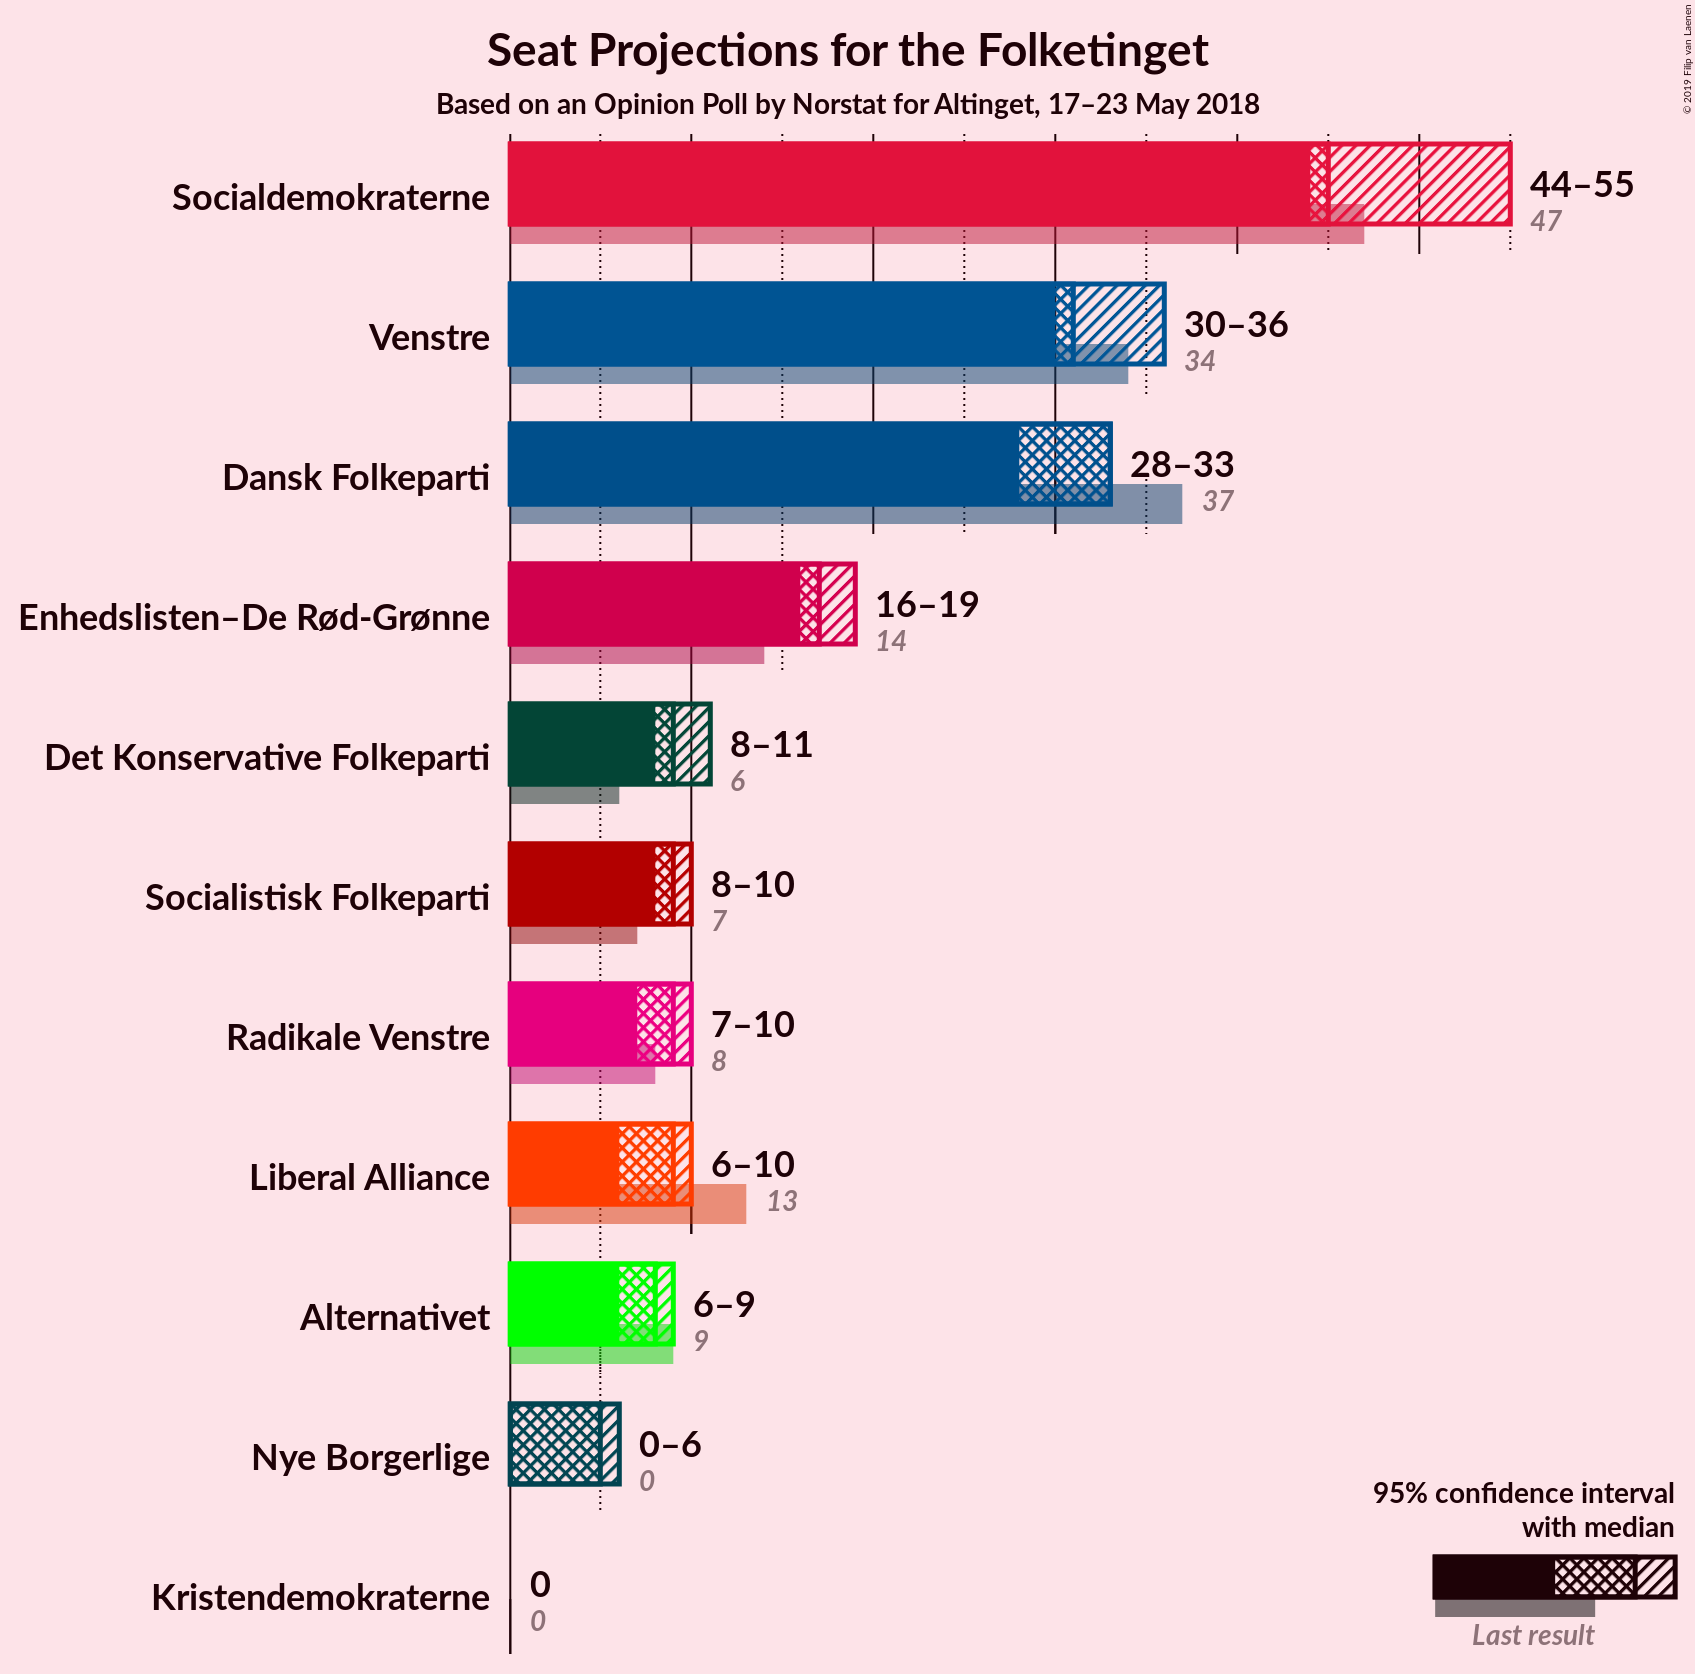 Seat Projections for the Folketinget
Based on an Opinion Poll by Norstat for Altinget, 17–23 May 2018
© 2019 Filip van Laenen
Socialdemokraterne
44–55
47
Venstre
30–36
34
Dansk Folkeparti
28–33
37
Enhedslisten–De Rød-Grønne
16–19
14
Det Konservative Folkeparti
8–11
6
Socialistisk Folkeparti
8–10
7
Radikale Venstre
7–10
8
Liberal Alliance
6–10
13
Alternativet
6–9
9
Nye Borgerlige
0–6
0
Kristendemokraterne
0
0
95% confidence interval
with median
Last result